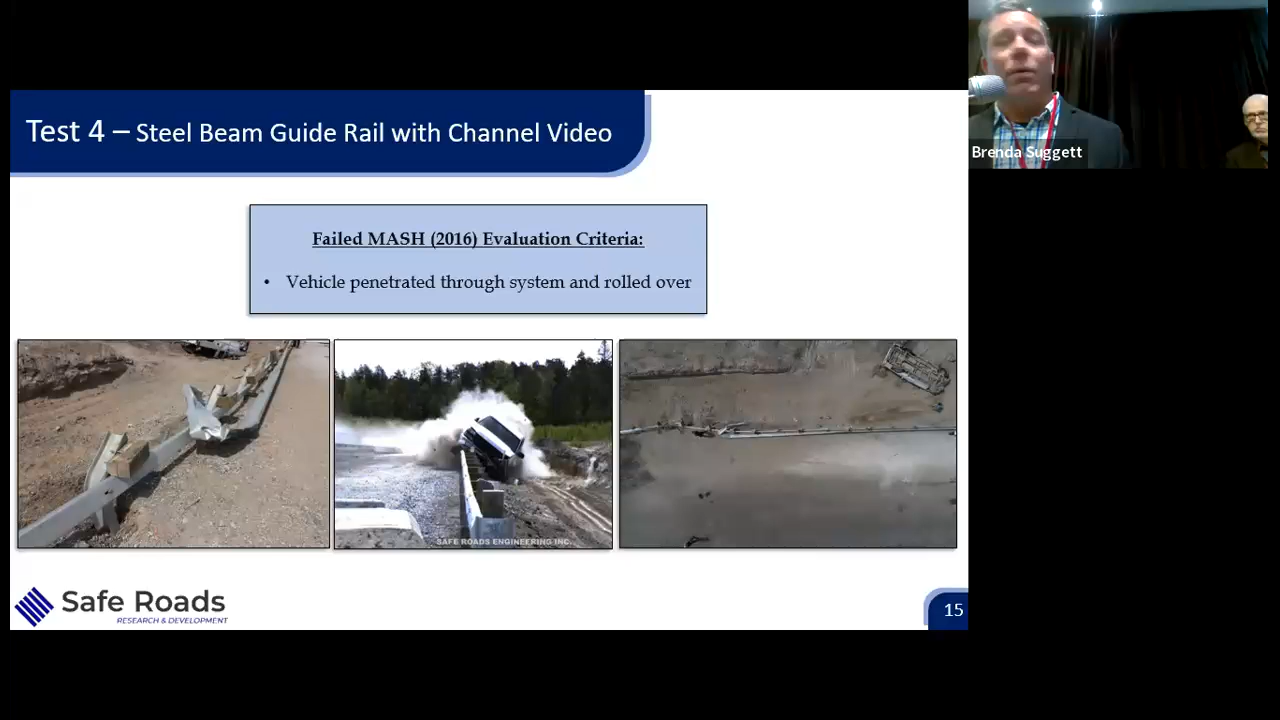 Test 4 – Steel Beam Guide Rail with Channel Video
Brenda Suggett
Failed MASH (2016) Evaluation Criteria:
• Vehicle penetrated through system and rolled over
SAFE ROADS ENGINEERING INC.
Safe Roads
RESEARCH & DEVELOPMENT
15